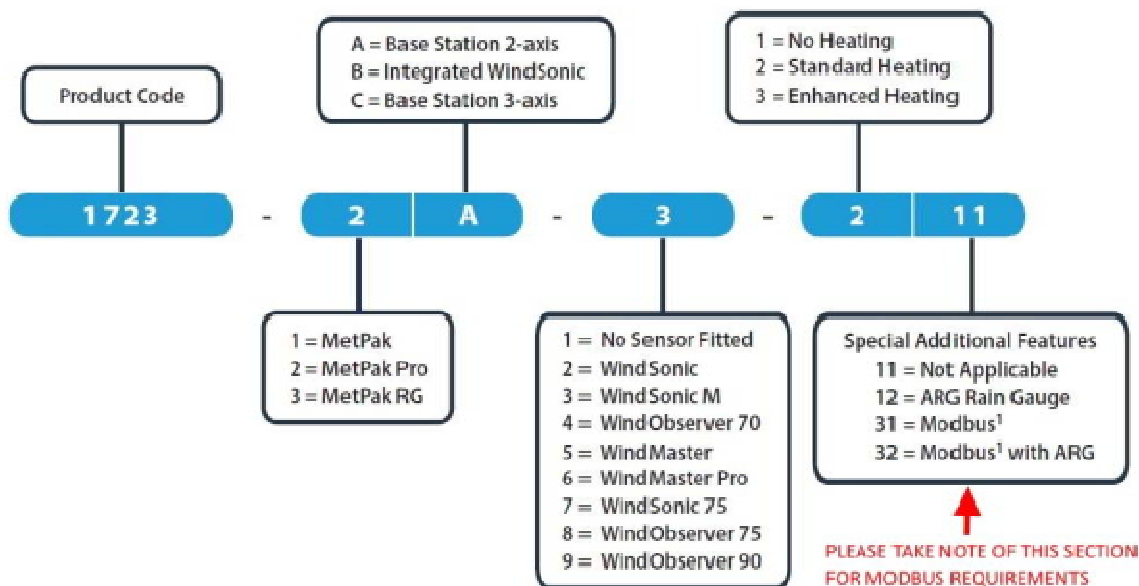 Product Code
A = Base Station 2-axis
B = Integrated WindSonic
C = Base Station 3-axis
1 = No Heating
2 = Standard Heating
3 = Enhanced Heating
1723 - 2 A - 3 - 2 11
1 = MetPak
2 = MetPak Pro
3 = MetPak RG
1 = No Sensor Fitted
2 = WindSonic
3 = WindSonic M
4 = WindObserver 70
5 = WindMaster
6 = WindMaster Pro
7 = WindSonic 75
8 = WindObserver 75
9 = WindObserver 90
Special Additional Features
11 = Not Applicable
12 = ARG Rain Gauge
31 = Modbus¹
32 = Modbus¹ with ARG
PLEASE TAKE NOTE OF THIS SECTION
FOR MODBUS REQUIREMENTS